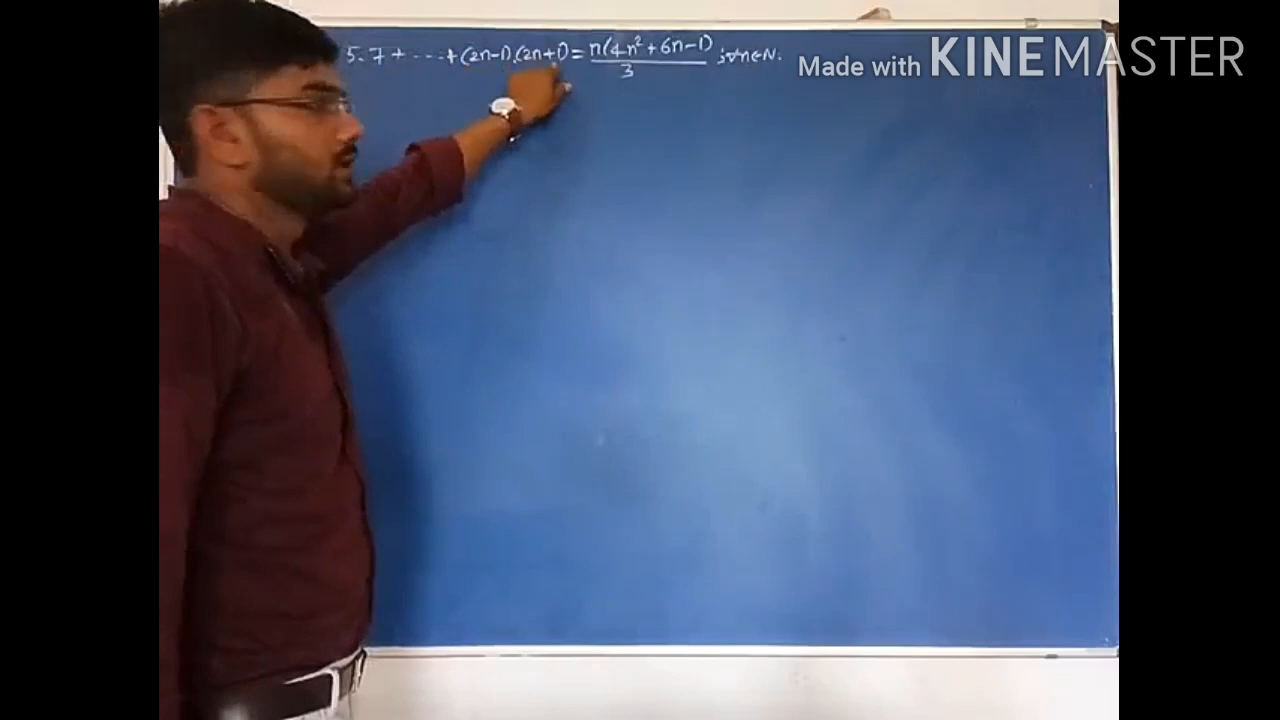 5.7 + ----- + (2n-1).(2n+1) = n(4n² + 6n-1)/3 ; ∀n∈N.
Made with KINEMASTER